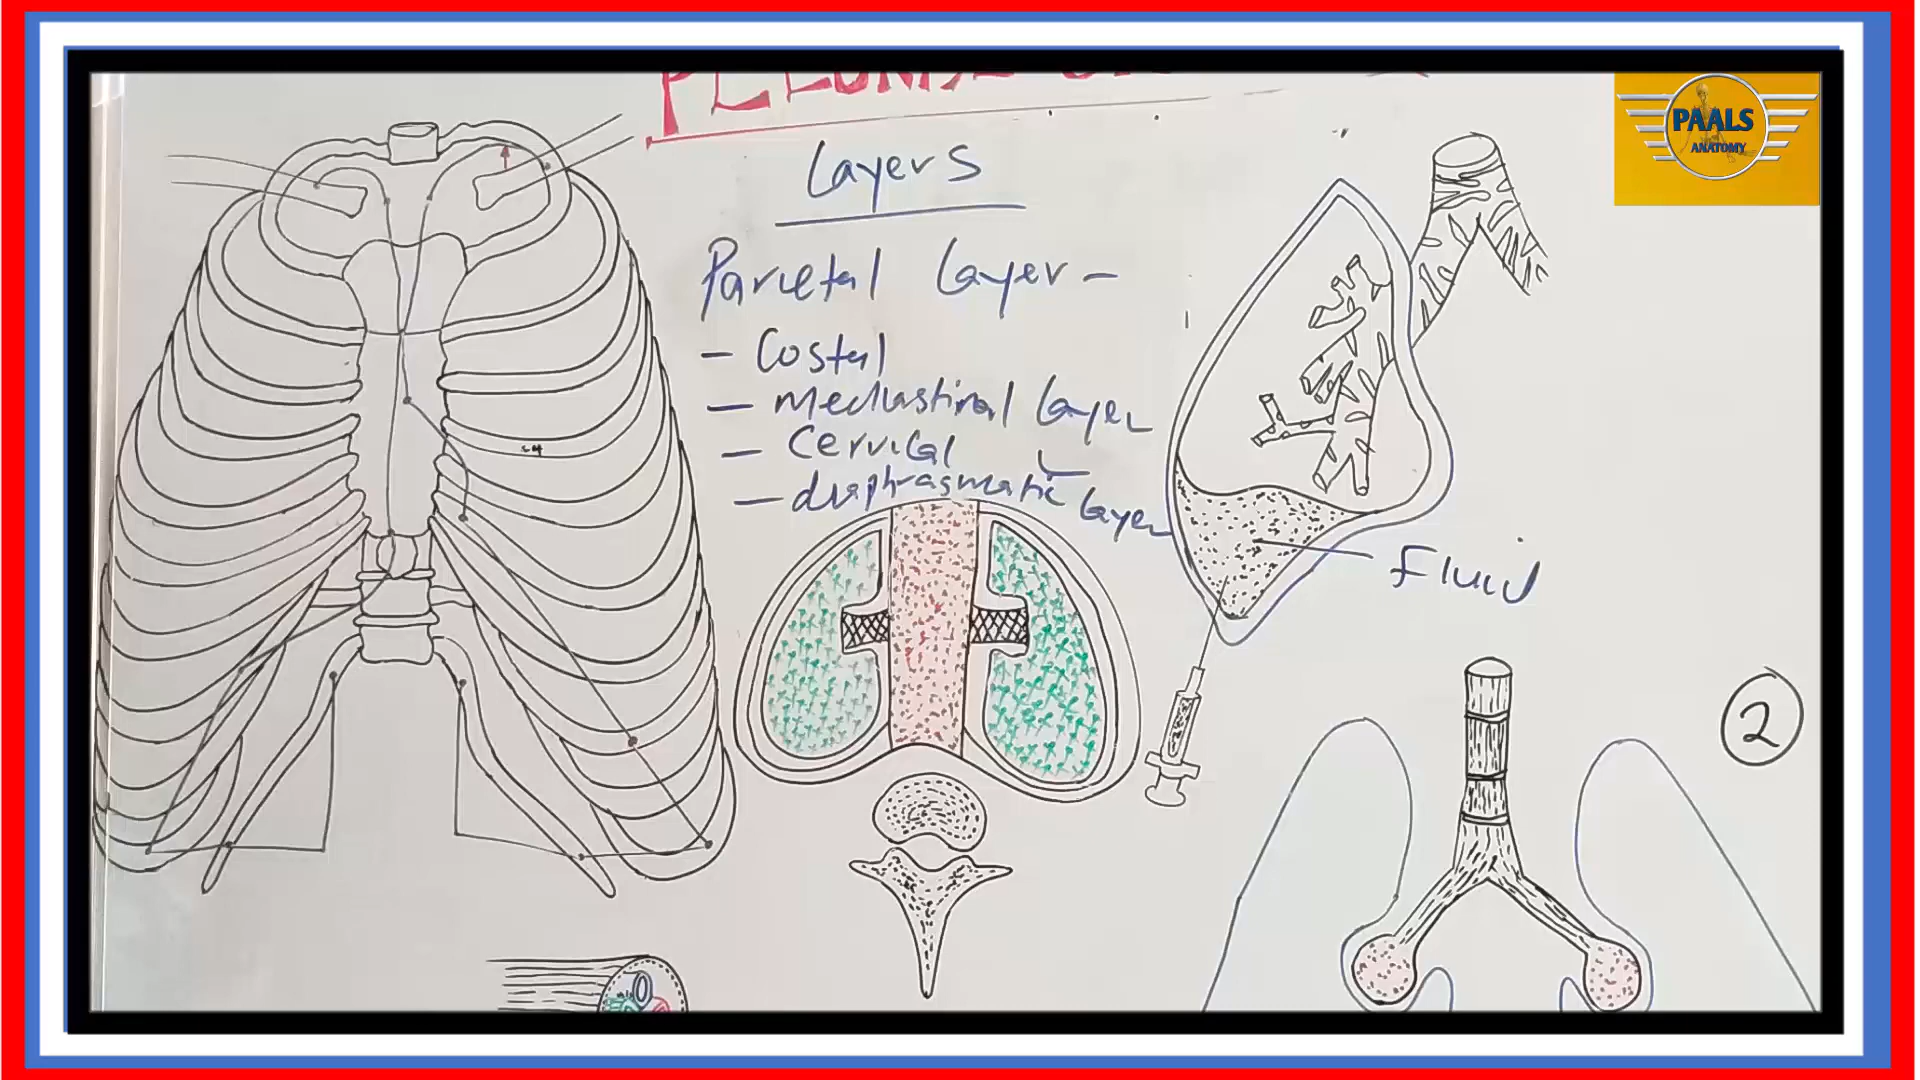 Layers
Parietal Layer -
- Costal
- Mediastinal Layer
- Cervical L
- diaphragmatic Layer
Fluid
2
PAALS
ANATOMY